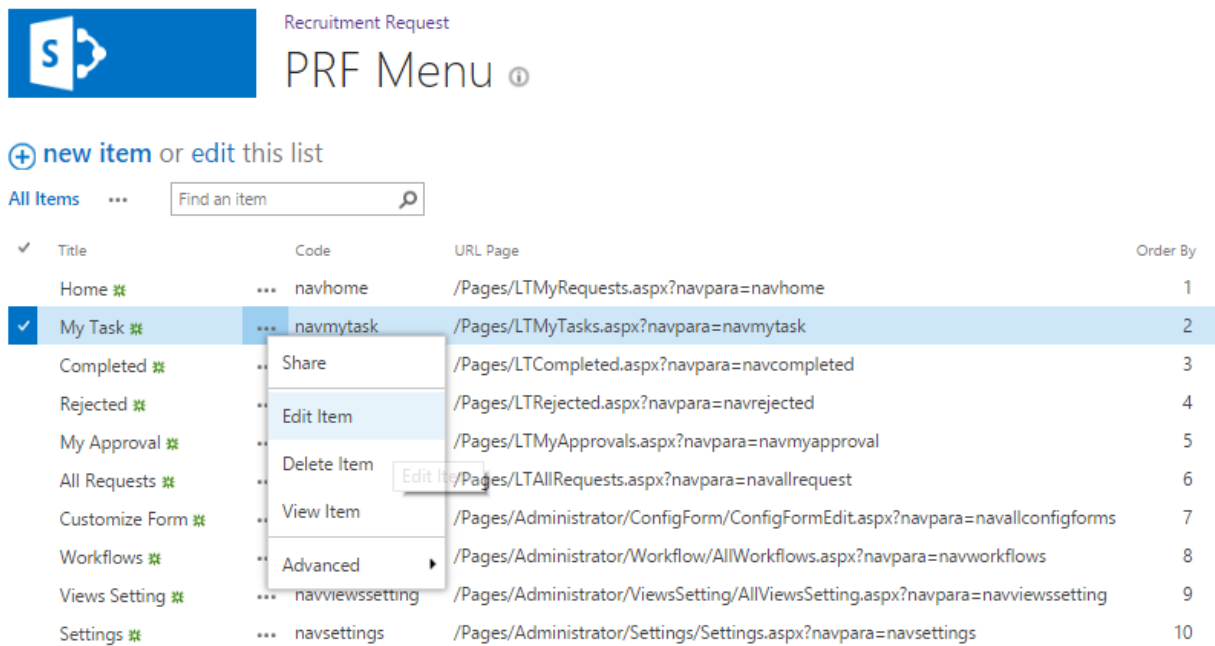 S
Recruitment Request
PRF Menu
new item or edit this list
All Items ... Find an item
Title Code URL Page Order By
Home ... navhome /Pages/LTMyRequests.aspx?navpara=navhome 1
My Task ... navmytask /Pages/LTMyTasks.aspx?navpara=navmytask 2
Completed /Pages/LTCompleted.aspx?navpara=navcompleted 3
Share
Rejected /Pages/LTRejected.aspx?navpara=navrejected 4
Edit Item
My Approval /Pages/LTMyApprovals.aspx?navpara=navmyapproval 5
Delete Item
All Requests Edit Item /Pages/LTAllRequests.aspx?navpara=navallrequest 6
View Item
Customize Form /Pages/Administrator/ConfigForm/ConfigFormEdit.aspx?navpara=navallconfigforms 7
Workflows /Pages/Administrator/Workflow/AllWorkflows.aspx?navpara=navworkflows 8
Advanced
Views Setting ... navviewssetting /Pages/Administrator/ViewsSetting/AllViewsSetting.aspx?navpara=navviewssetting 9
Settings ... navsettings /Pages/Administrator/Settings/Settings.aspx?navpara=navsettings 10